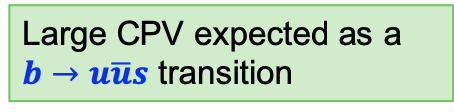 Large CPV expected as a
b → uūs transition